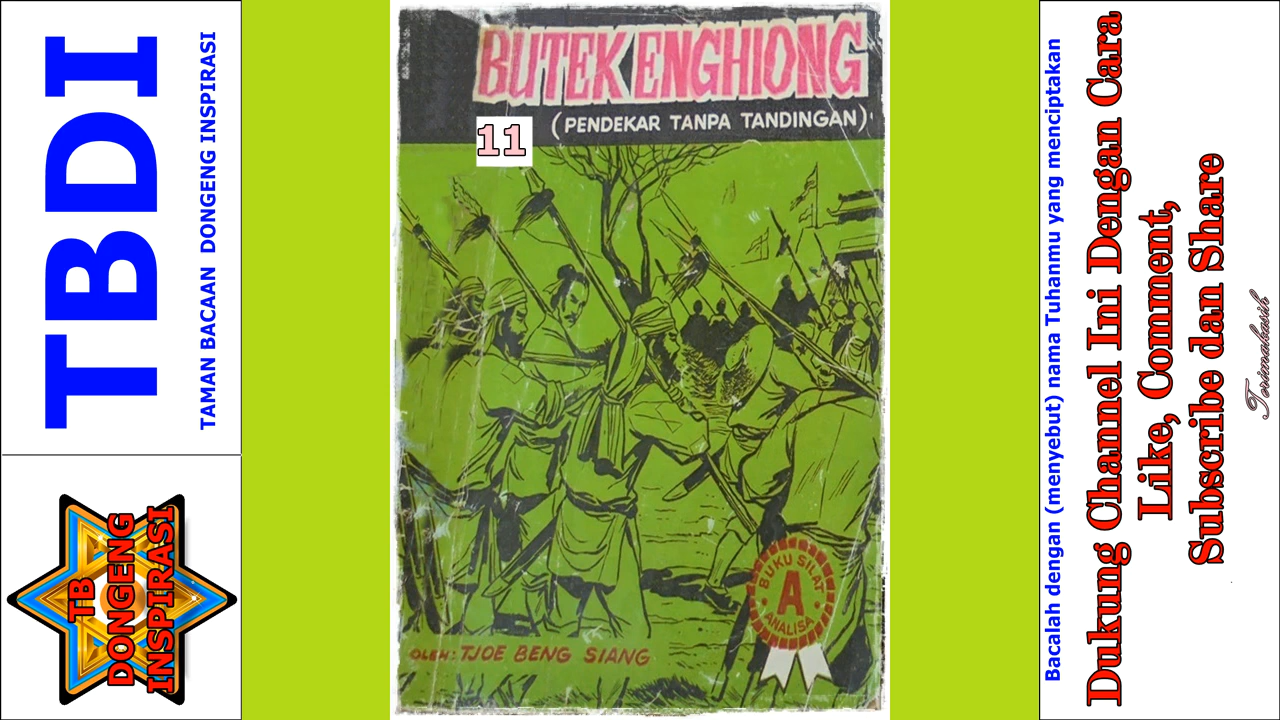 TBDI
TAMAN BACAAN DONGENG INSPIRASI
TB
DONGENG
INSPIRASI
BUTEK ENGHIONG
(PENDEKAR TANPA TANDINGAN)
11
BUKU SILAT
A
ANALISA
OLEH: TJOE BENG SIANG
Bacalah dengan (menyebut) nama Tuhanmu yang menciptakan
Dukung Channel Ini Dengan Cara
Like, Comment,
Subscribe dan Share
Terimakasih